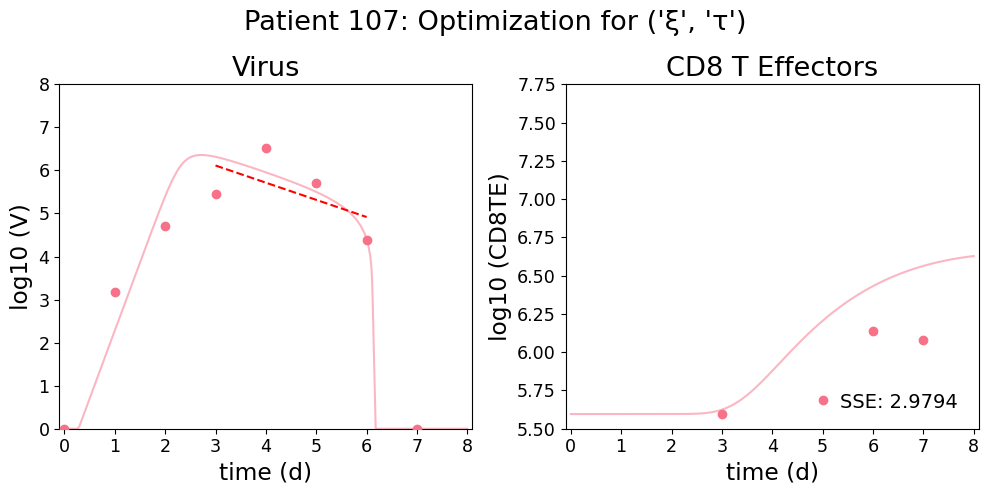 Patient 107: Optimization for ('ξ', 'τ')
Virus
CD8 T Effectors
8
7
6
5
4
3
2
1
0
log10 (V)
0 1 2 3 4 5 6 7 8
time (d)
7.75
7.50
7.25
7.00
6.75
6.50
6.25
6.00
5.75
5.50
log10 (CD8TE)
SSE: 2.9794
0 1 2 3 4 5 6 7 8
time (d)